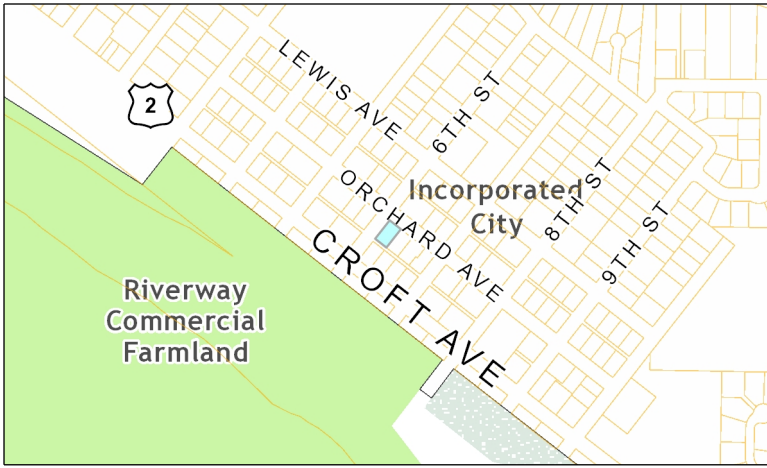 LEWIS AVE
2
6TH ST
ORCHARD AVE
Incorporated
City
8TH ST
9TH ST
CROFT AVE
Riverway
Commercial
Farmland